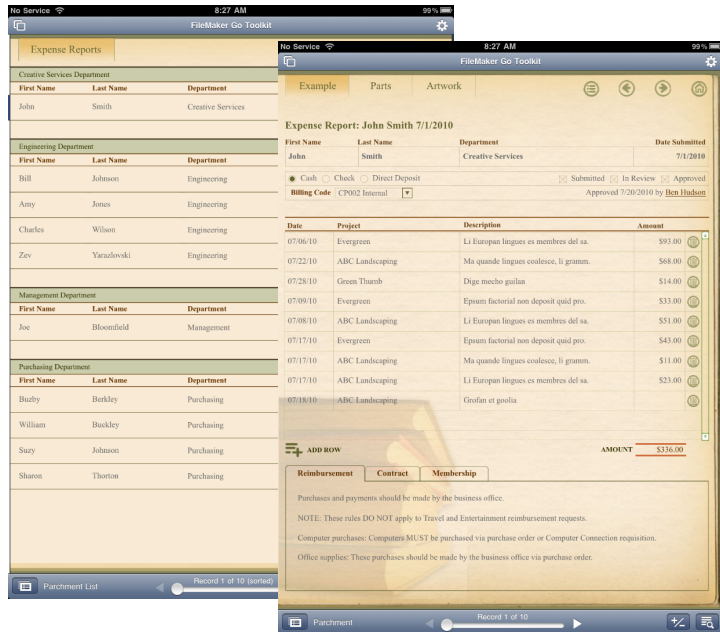 No Service 8:27 AM 99%
FileMaker Go Toolkit
Expense Reports
Creative Services Department
First Name Last Name Department
John Smith Creative Services
Engineering Department
First Name Last Name Department
Bill Johnson Engineering
Amy Jones Engineering
Charles Wilson Engineering
Zev Yarazlovski Engineering
Management Department
First Name Last Name Department
Joe Bloomfield Management
Purchasing Department
First Name Last Name Department
Buzby Berkley Purchasing
William Buckley Purchasing
Suzy Johnson Purchasing
Sharon Thorton Purchasing
Parchment List Record 1 of 10 (sorted)
No Service 8:27 AM 99%
FileMaker Go Toolkit
Example Parts Artwork
Expense Report: John Smith 7/1/2010
First Name Last Name Department Date Submitted
John Smith Creative Services 7/1/2010
Cash Check Direct Deposit Submitted In Review Approved
Billing Code CP002 Internal Approved 7/20/2010 by Ben Hudson
Date Project Description Amount
07/06/10 Evergreen Li Europan lingues es membres del sa. $93.00
07/22/10 ABC Landscaping Ma quande lingues coalesce, li gramm. $68.00
07/28/10 Green Thumb Dige mecho guilan $14.00
07/09/10 Evergreen Epsum factorial non deposit quid pro. $33.00
07/08/10 ABC Landscaping Li Europan lingues es membres del sa. $51.00
07/17/10 Evergreen Epsum factorial non deposit quid pro. $43.00
07/17/10 ABC Landscaping Ma quande lingues coalesce, li gramm. $11.00
07/17/10 ABC Landscaping Li Europan lingues es membres del sa. $23.00
07/18/10 ABC Landscaping Grofan et goolia
ADD ROW AMOUNT $336.00
Reimbursement Contract Membership
Purchases and payments should be made by the business office.
NOTE: These rules DO NOT apply to Travel and Entertainment reimbursement requests.
Computer purchases: Computers MUST be purchased via purchase order or Computer Connection requisition.
Office supplies: These purchases should be made by the business office via purchase order.
Parchment Record 1 of 10